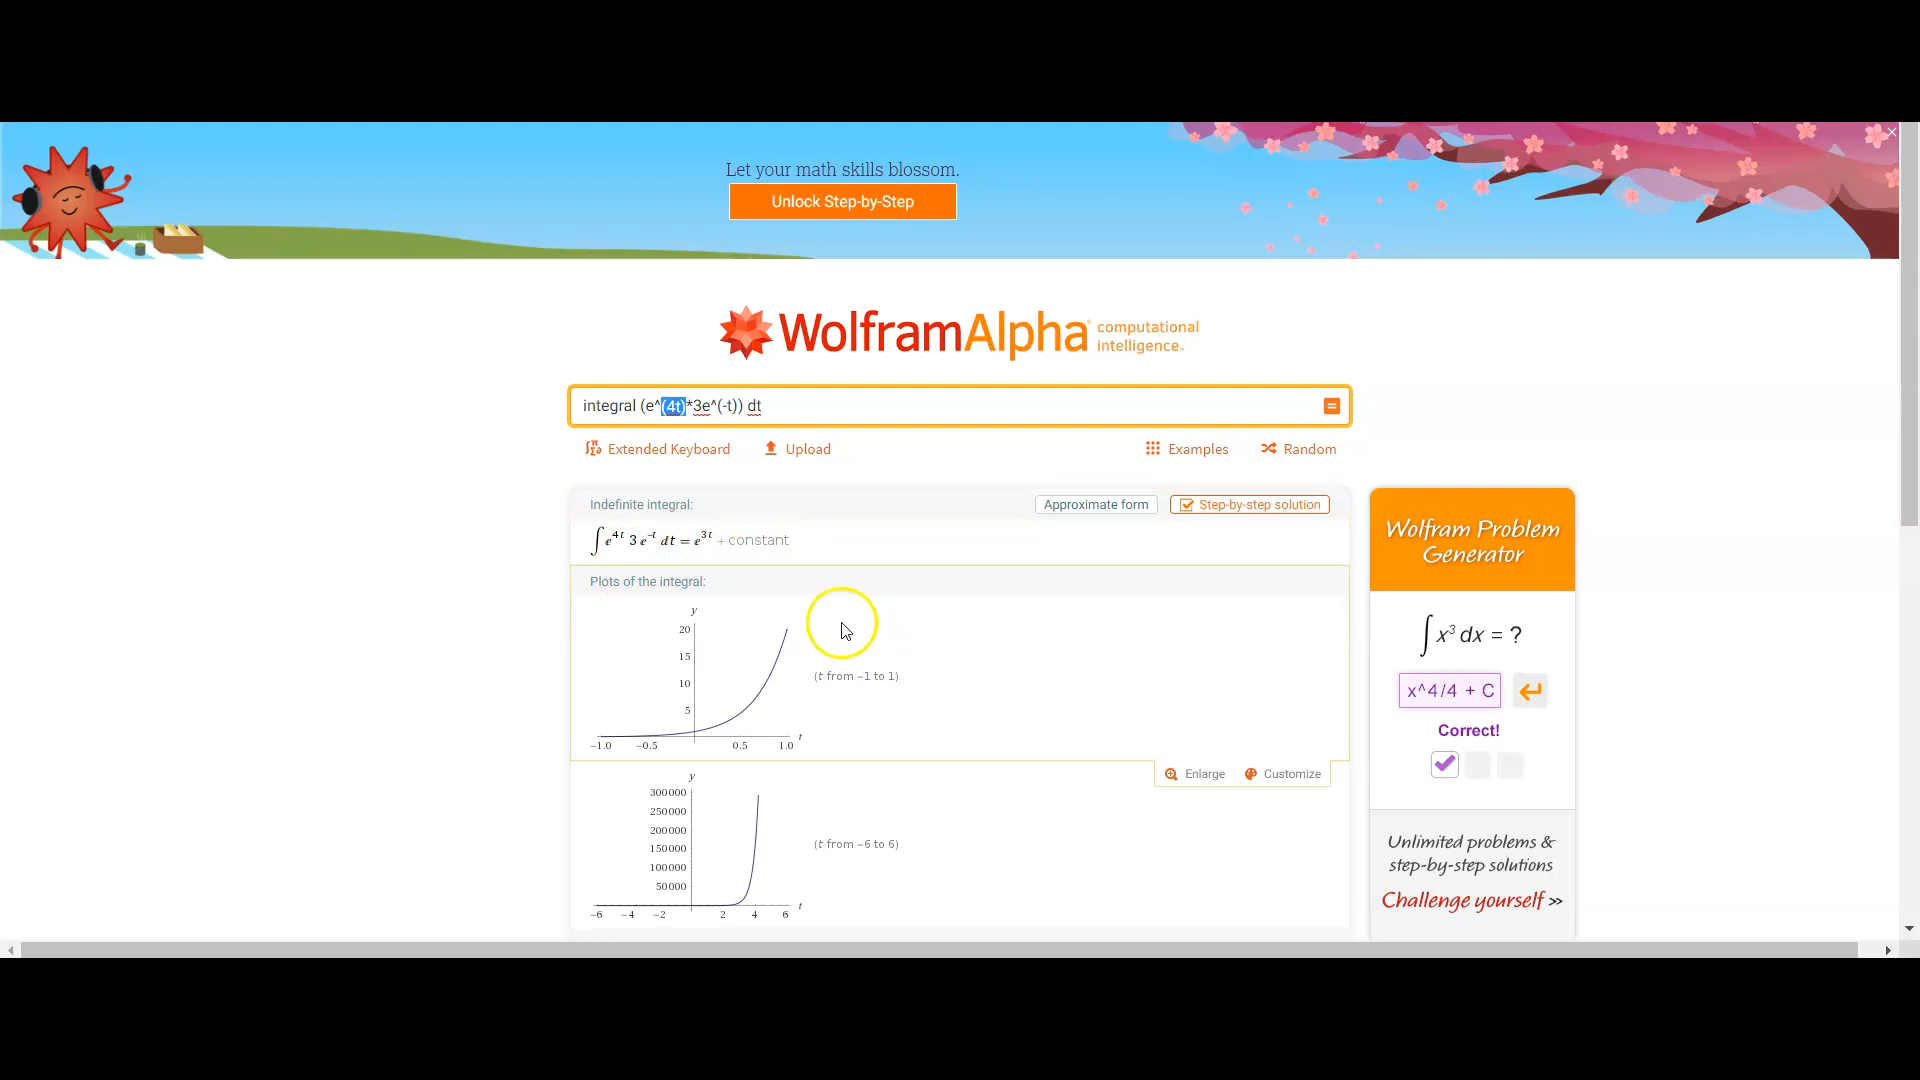 Let your math skills blossom.
Unlock Step-by-Step
WolframAlpha computational intelligence™
integral (e^(4t)*3e^(-t)) dt
Extended Keyboard Upload Examples Random
Indefinite integral: Approximate form Step-by-step solution
∫ e^{4t} 3 e^{-t} dt = e^{3t} + constant
Plots of the integral:
y
20
15
10
5
−1.0 −0.5 0.5 1.0 t
(t from −1 to 1)
Enlarge Customize
y
300000
250000
200000
150000
100000
50000
−6 −4 −2 2 4 6 t
(t from −6 to 6)
Wolfram Problem
Generator
∫ x³ dx = ?
x^4/4 + C
Correct!
Unlimited problems &
step-by-step solutions
Challenge yourself >>